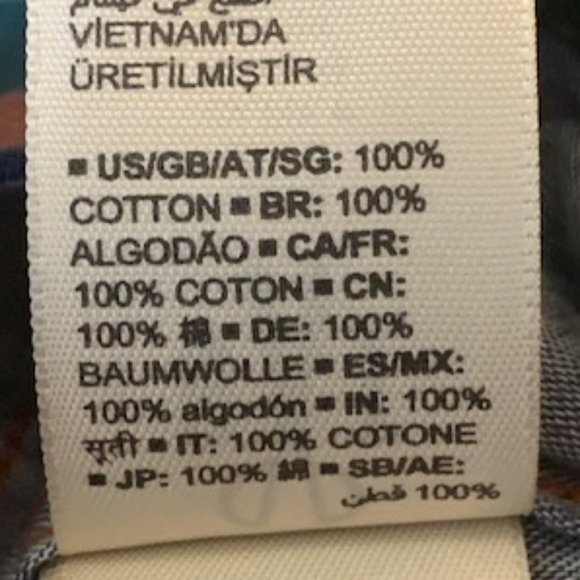 VİETNAM'DA
ÜRETİLMİŞTİR
▪ US/GB/AT/SG: 100%
COTTON ▪ BR: 100%
ALGODÃO ▪ CA/FR:
100% COTON ▪ CN:
100% 棉 ▪ DE: 100%
BAUMWOLLE ▪ ES/MX:
100% algodón ▪ IN: 100%
सूती ▪ IT: 100% COTONE
▪ JP: 100% 綿 ▪ SB/AE:
100% قطن